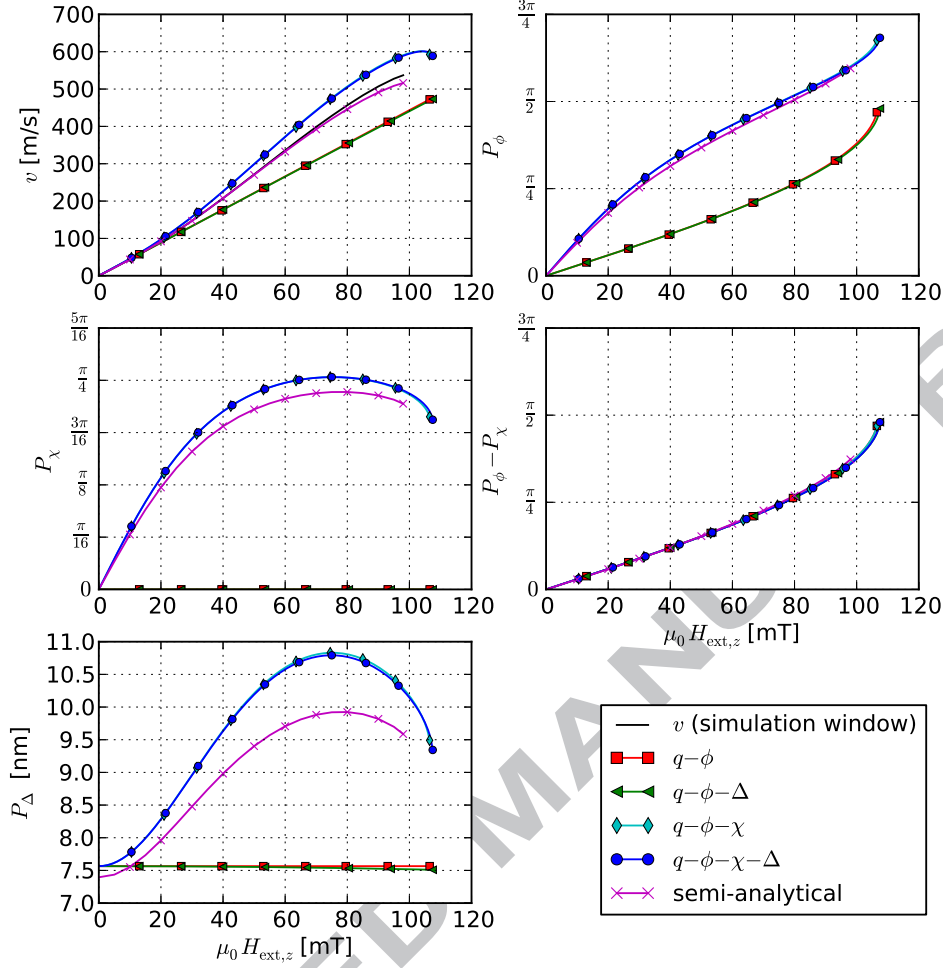 700
600
500
400
300
200
100
0
v [m/s]
0 20 40 60 80 100 120
3π/4
π/2
π/4
0
P_ϕ
0 20 40 60 80 100 120
5π/16
π/4
3π/16
π/8
π/16
0
P_χ
0 20 40 60 80 100 120
3π/4
π/2
π/4
0
P_ϕ−P_χ
0 20 40 60 80 100 120
μ₀H_ext,z [mT]
11.0
10.5
10.0
9.5
9.0
8.5
8.0
7.5
7.0
P_Δ [nm]
0 20 40 60 80 100 120
μ₀H_ext,z [mT]
v (simulation window)
q−ϕ
q−ϕ−Δ
q−ϕ−χ
q−ϕ−χ−Δ
semi-analytical